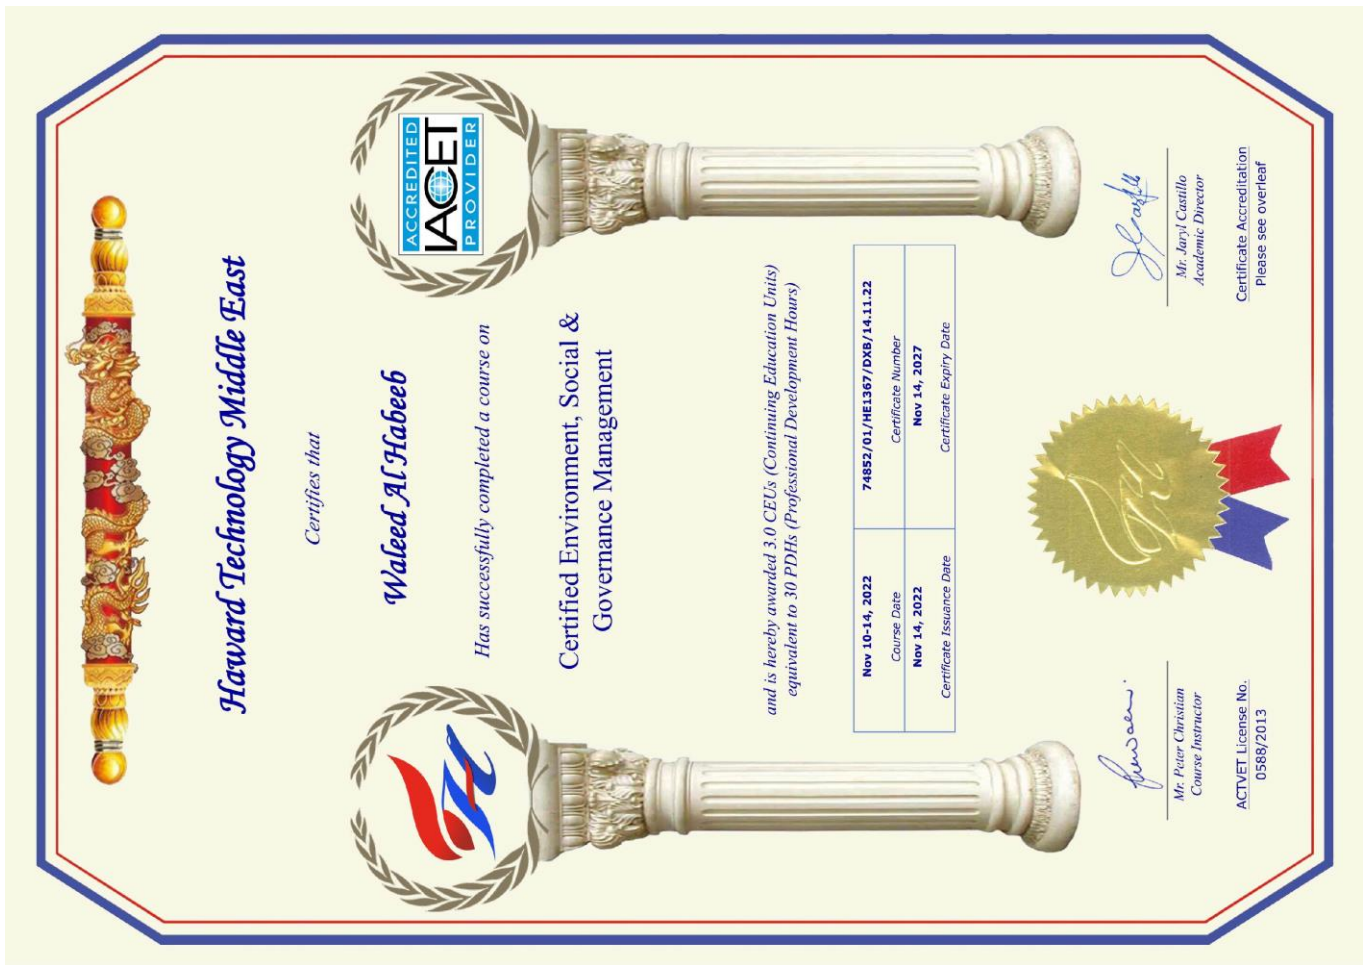 ACCREDITED
IACET
PROVIDER
Haward Technology Middle East
Certifies that
Waleed Al Habeeb
Has successfully completed a course on
Certified Environment, Social &
Governance Management
and is hereby awarded 3.0 CEUs (Continuing Education Units)
equivalent to 30 PDHs (Professional Development Hours)
Nov 10-14, 2022
Course Date
74852/01/HE1367/DXB/14.11.22
Certificate Number
Nov 14, 2022
Certificate Issuance Date
Nov 14, 2027
Certificate Expiry Date
Mr. Peter Christian
Course Instructor
Mr. Jaryl Castillo
Academic Director
ACTVET License No.
0588/2013
Certificate Accreditation
Please see overleaf